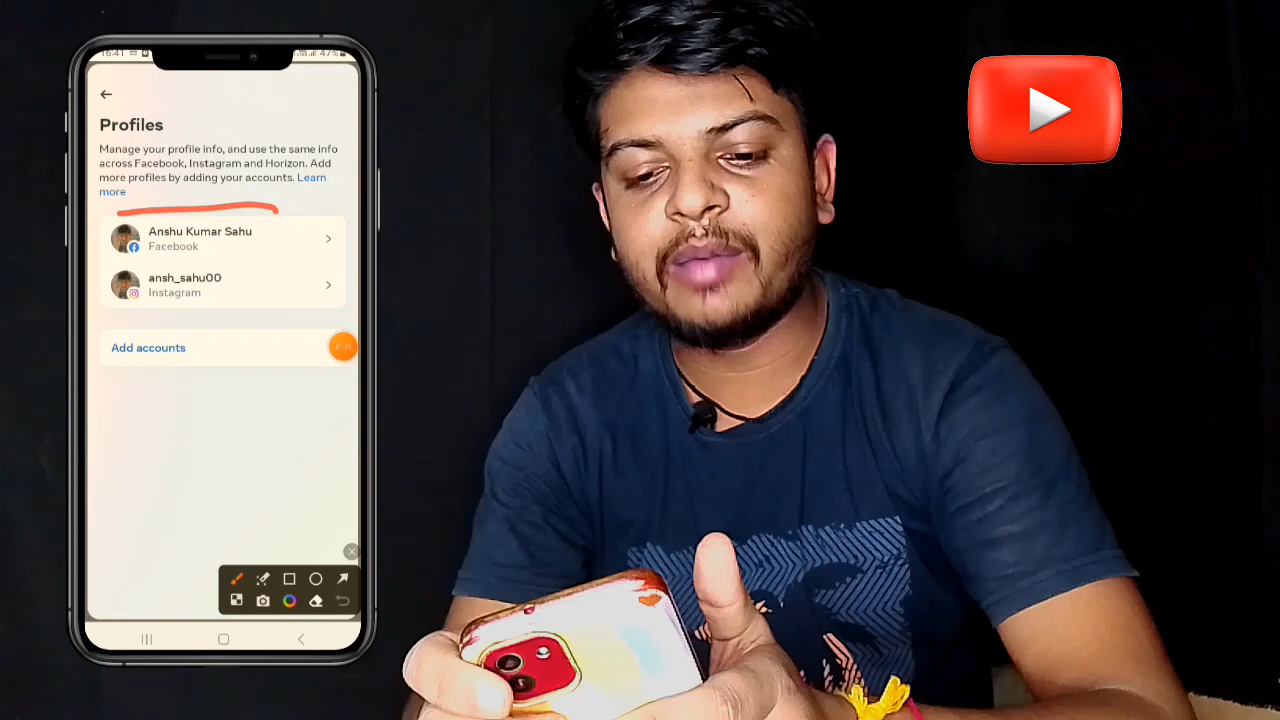 16:41 47%
Profiles
Manage your profile info, and use the same info
across Facebook, Instagram and Horizon. Add
more profiles by adding your accounts. Learn
more
Anshu Kumar Sahu
Facebook
ansh_sahu00
Instagram
Add accounts